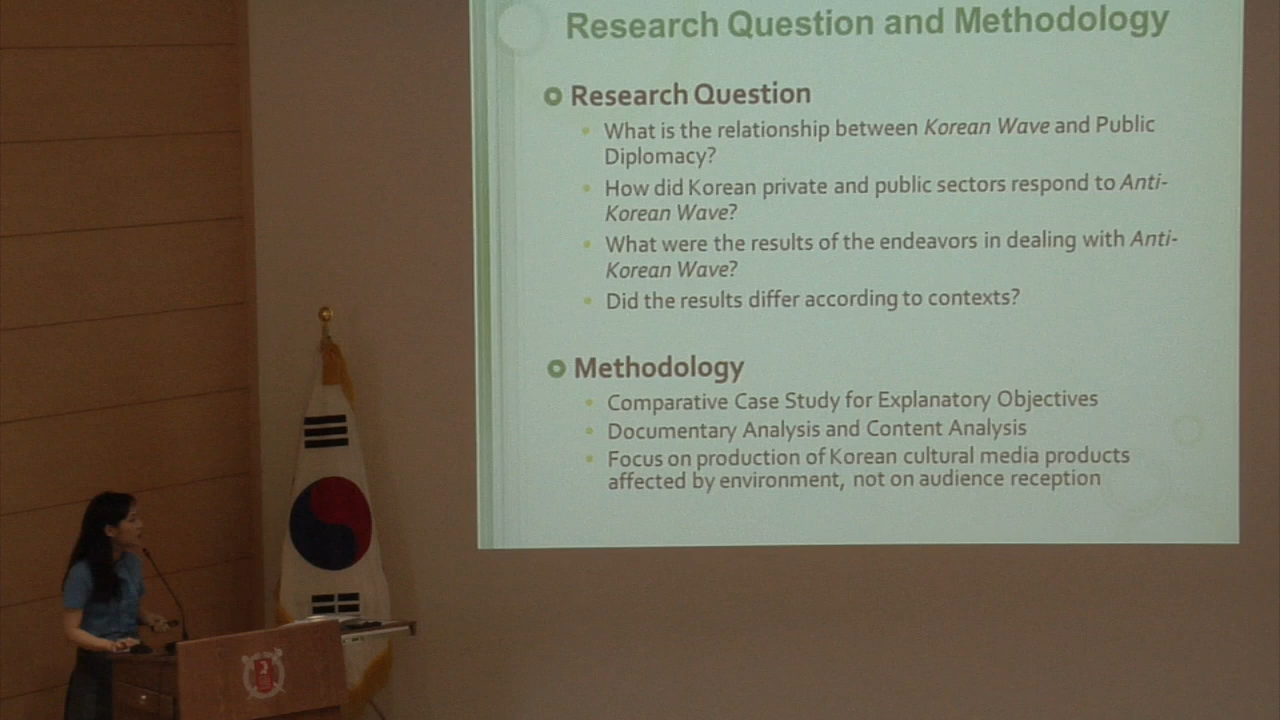 Research Question and Methodology
Research Question
What is the relationship between Korean Wave and Public
Diplomacy?
How did Korean private and public sectors respond to Anti-
Korean Wave?
What were the results of the endeavors in dealing with Anti-
Korean Wave?
Did the results differ according to contexts?
Methodology
Comparative Case Study for Explanatory Objectives
Documentary Analysis and Content Analysis
Focus on production of Korean cultural media products
affected by environment, not on audience reception